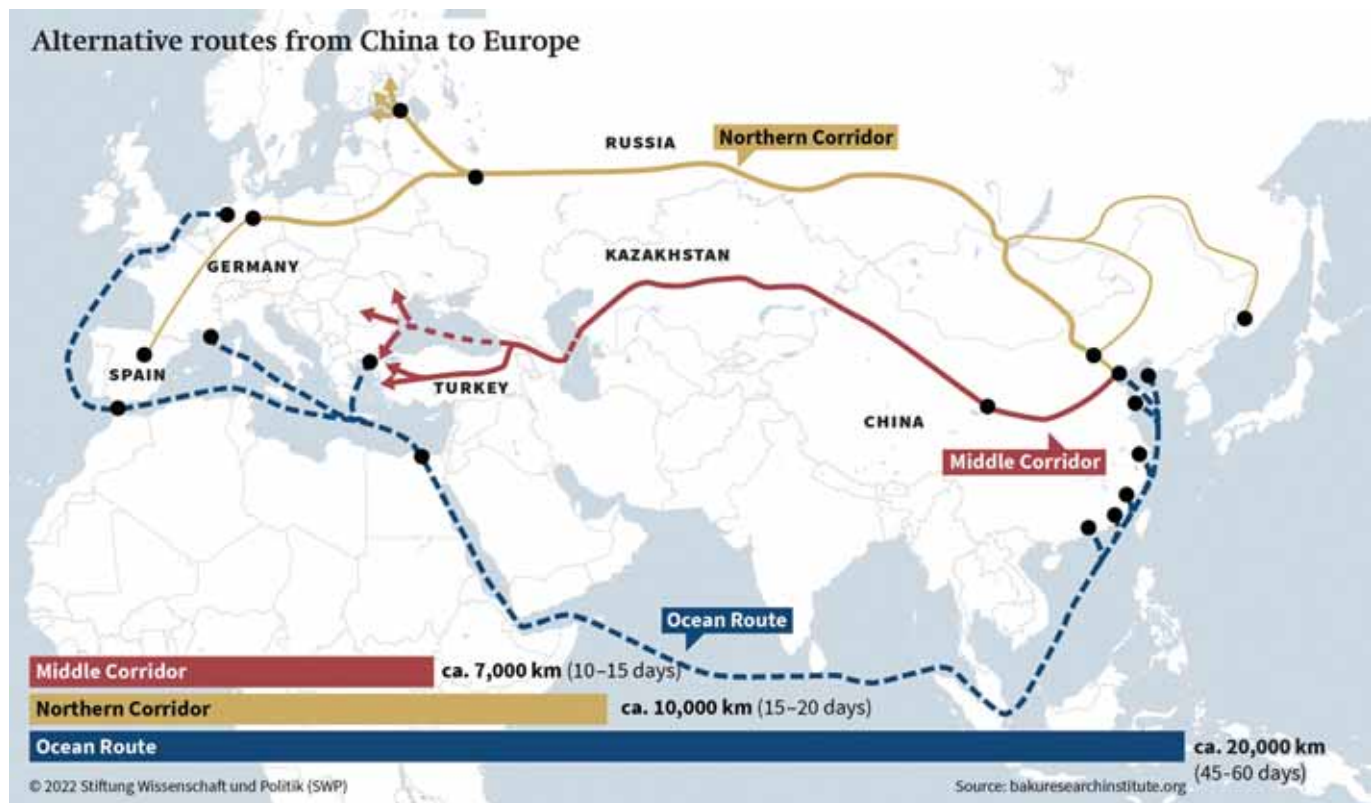 Alternative routes from China to Europe
RUSSIA
Northern Corridor
KAZAKHSTAN
GERMANY
SPAIN
TURKEY
CHINA
Middle Corridor
Ocean Route
Middle Corridor
ca. 7,000 km (10–15 days)
Northern Corridor
ca. 10,000 km (15–20 days)
Ocean Route
ca. 20,000 km
(45-60 days)
© 2022 Stiftung Wissenschaft und Politik (SWP)
Source: bakuresearchinstitute.org